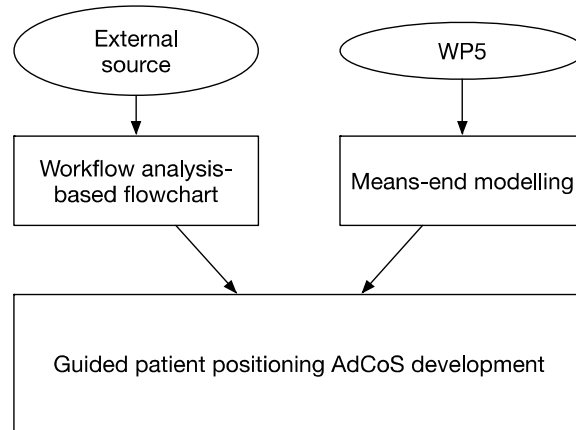 External
source
WP5
Workflow analysis-
based flowchart
Means-end modelling
Guided patient positioning AdCoS development